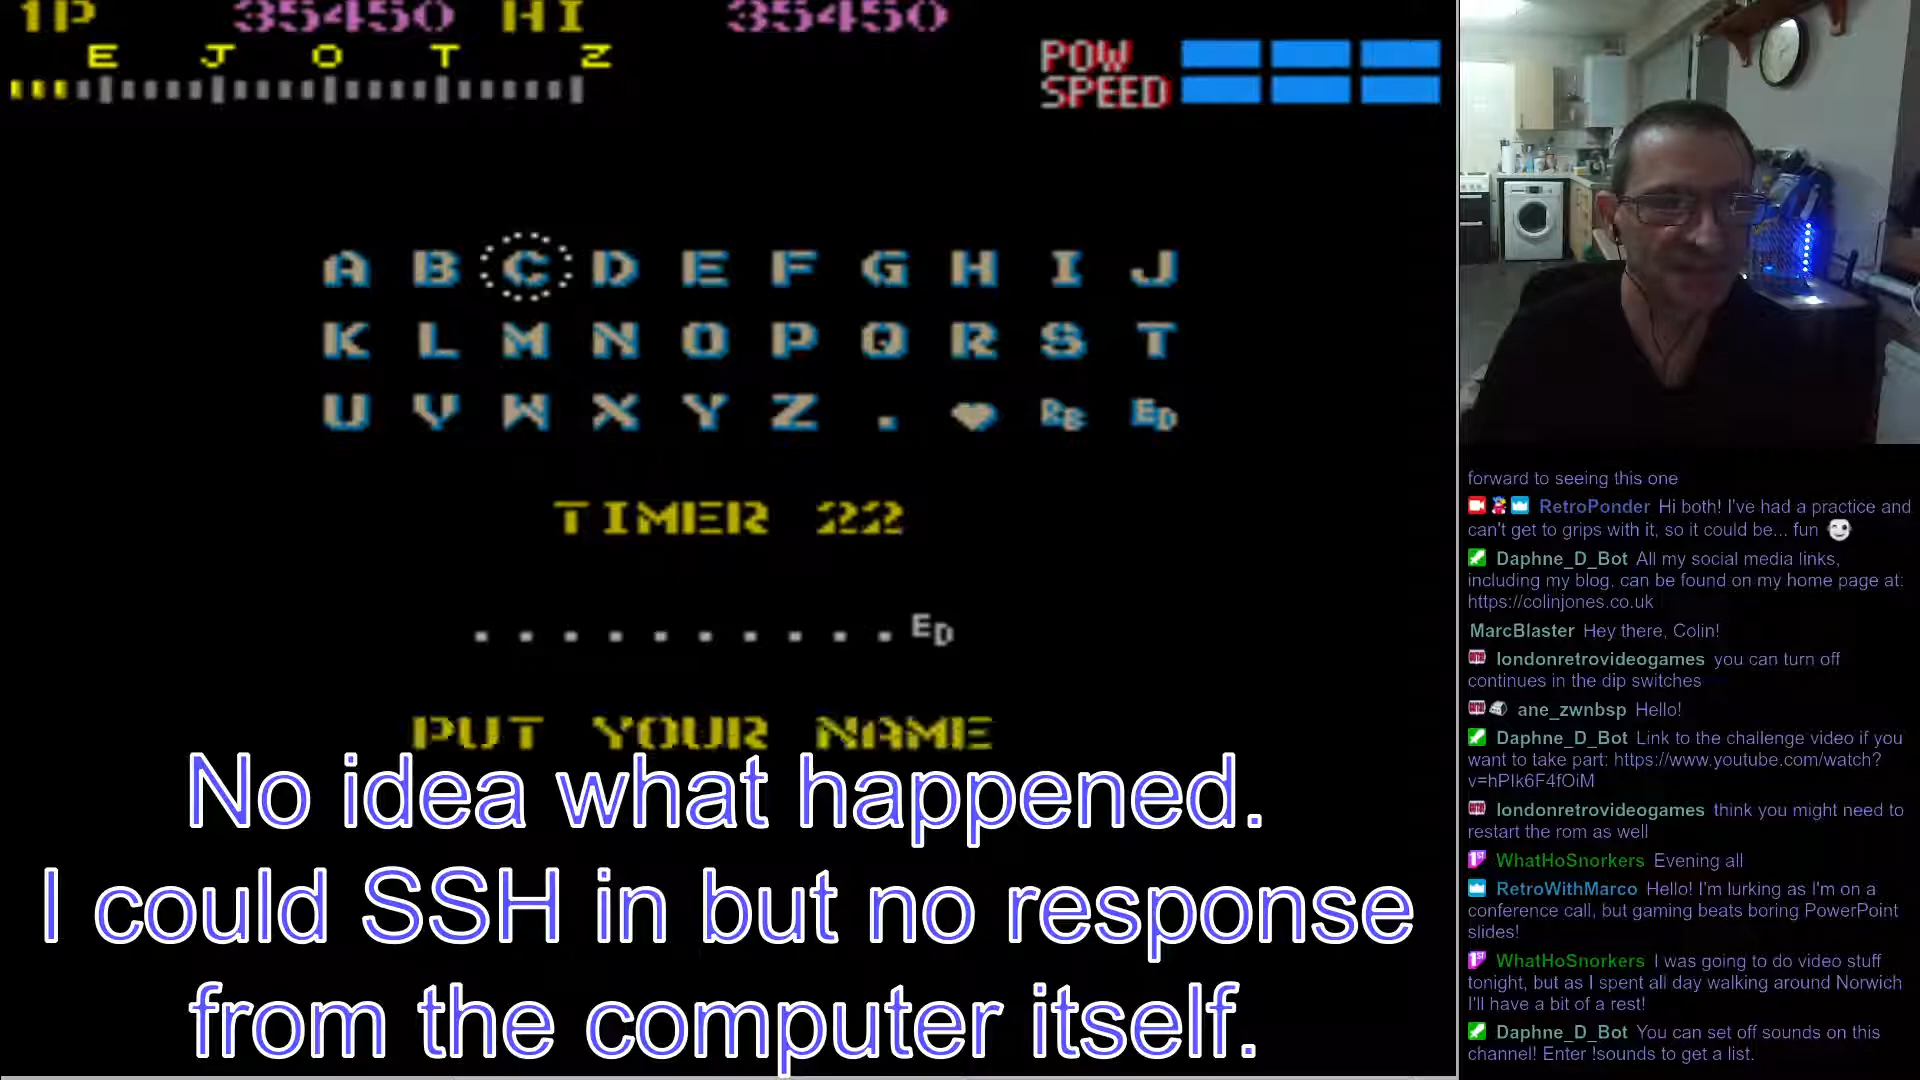 1P 35450 HI 35450
E J O T Z
POW
SPEED
A B C D E F G H I J
K L M N O P Q R S T
U V W X Y Z . ♥ RB ED
TIMER 22
. . . . . . . . . . ED
PUT YOUR NAME
No idea what happened.
I could SSH in but no response
from the computer itself.
forward to seeing this one
RetroPonder Hi both! I've had a practice and
can't get to grips with it, so it could be... fun
Daphne_D_Bot All my social media links,
including my blog, can be found on my home page at:
https://colinjones.co.uk
MarcBlaster Hey there, Colin!
londonretrovideogames you can turn off
continues in the dip switches
ane_zwnbsp Hello!
Daphne_D_Bot Link to the challenge video if you
want to take part: https://www.youtube.com/watch?
v=hPIk6F4fOiM
londonretrovideogames think you might need to
restart the rom as well
1ST WhatHoSnorkers Evening all
RetroWithMarco Hello! I'm lurking as I'm on a
conference call, but gaming beats boring PowerPoint
slides!
1ST WhatHoSnorkers I was going to do video stuff
tonight, but as I spent all day walking around Norwich
I'll have a bit of a rest!
Daphne_D_Bot You can set off sounds on this
channel! Enter !sounds to get a list.